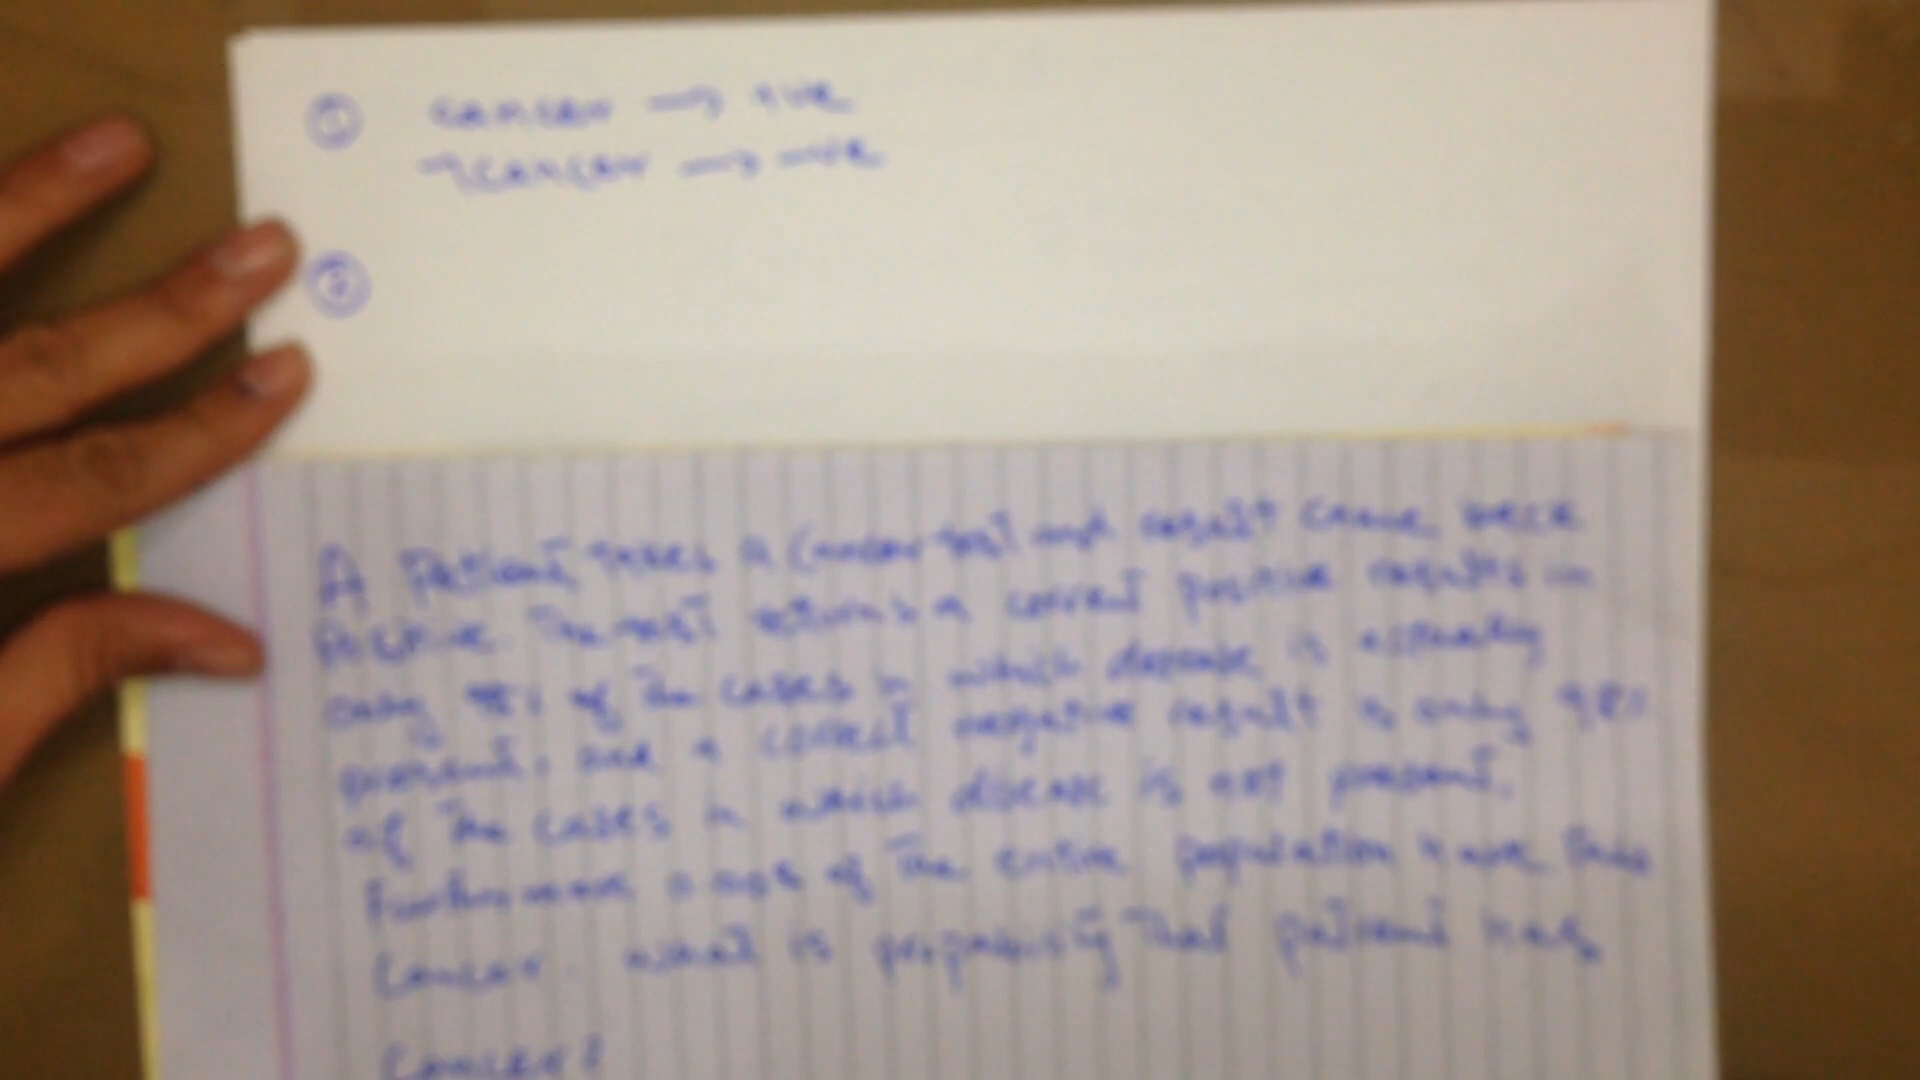 ① cancer → +ve
¬cancer → -ve
②
A Patient takes a Cancer test and result came back
positive. The test returns a correct positive results in
only of the cases in which disease is actually
present, and a correct negative result is only
of the cases in which disease is not present.
Furthermore of the entire population have this
Cancer. what is that patient has
Cancer?